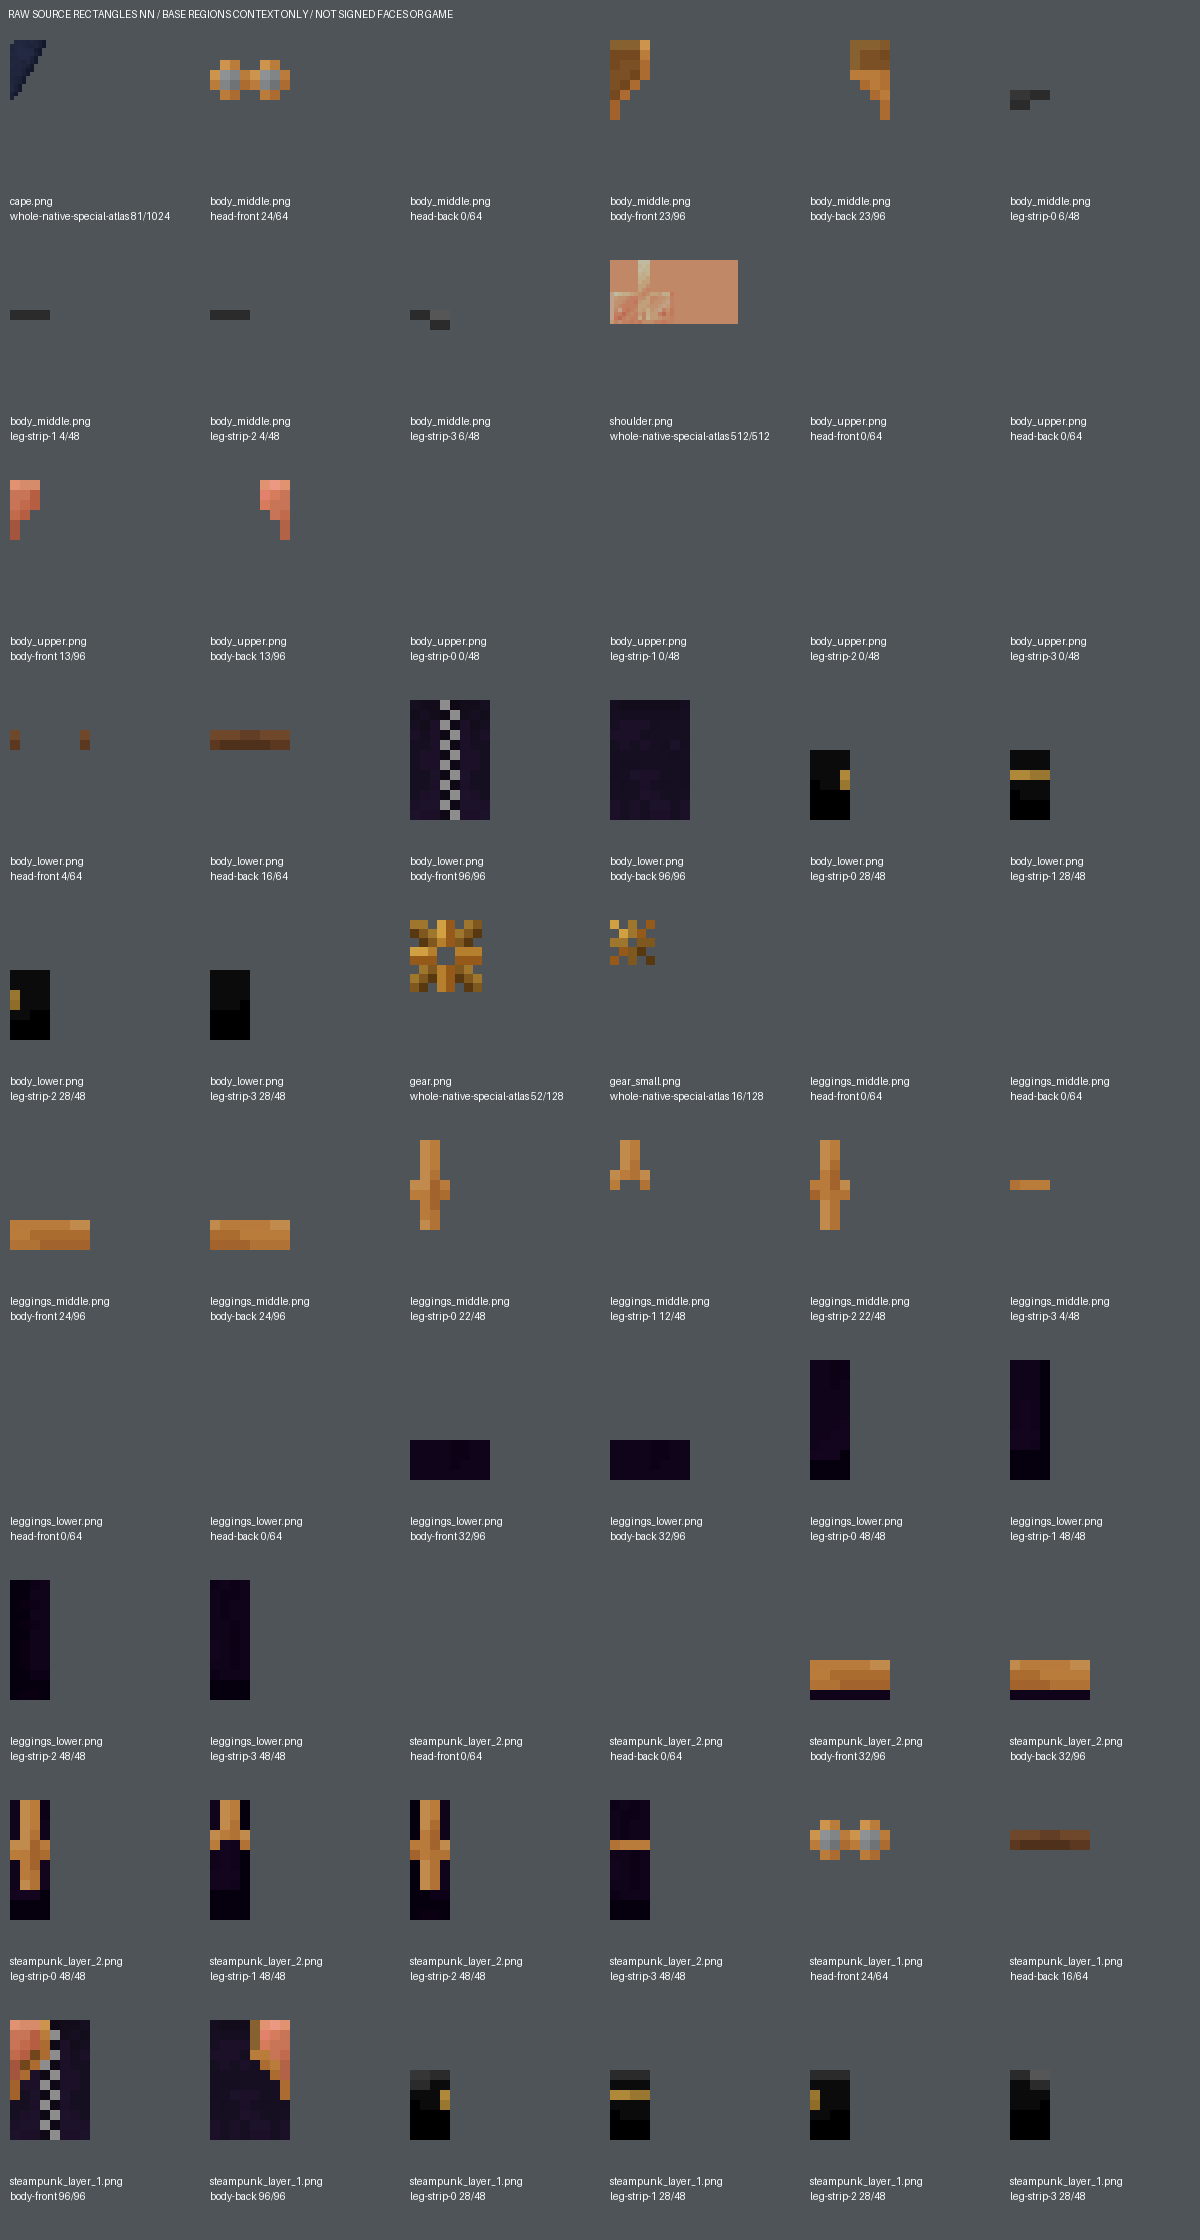 RAW SOURCE RECTANGLES NN / BASE REGIONS CONTEXT ONLY / NOT SIGNED FACES OR GAME
cape.png
whole-native-special-atlas 81/1024
body_middle.png
head-front 24/64
body_middle.png
head-back 0/64
body_middle.png
body-front 23/96
body_middle.png
body-back 23/96
body_middle.png
leg-strip-0 6/48
body_middle.png
leg-strip-1 4/48
body_middle.png
leg-strip-2 4/48
body_middle.png
leg-strip-3 6/48
shoulder.png
whole-native-special-atlas 512/512
body_upper.png
head-front 0/64
body_upper.png
head-back 0/64
body_upper.png
body-front 13/96
body_upper.png
body-back 13/96
body_upper.png
leg-strip-0 0/48
body_upper.png
leg-strip-1 0/48
body_upper.png
leg-strip-2 0/48
body_upper.png
leg-strip-3 0/48
body_lower.png
head-front 4/64
body_lower.png
head-back 16/64
body_lower.png
body-front 96/96
body_lower.png
body-back 96/96
body_lower.png
leg-strip-0 28/48
body_lower.png
leg-strip-1 28/48
body_lower.png
leg-strip-2 28/48
body_lower.png
leg-strip-3 28/48
gear.png
whole-native-special-atlas 52/128
gear_small.png
whole-native-special-atlas 16/128
leggings_middle.png
head-front 0/64
leggings_middle.png
head-back 0/64
leggings_middle.png
body-front 24/96
leggings_middle.png
body-back 24/96
leggings_middle.png
leg-strip-0 22/48
leggings_middle.png
leg-strip-1 12/48
leggings_middle.png
leg-strip-2 22/48
leggings_middle.png
leg-strip-3 4/48
leggings_lower.png
head-front 0/64
leggings_lower.png
head-back 0/64
leggings_lower.png
body-front 32/96
leggings_lower.png
body-back 32/96
leggings_lower.png
leg-strip-0 48/48
leggings_lower.png
leg-strip-1 48/48
leggings_lower.png
leg-strip-2 48/48
leggings_lower.png
leg-strip-3 48/48
steampunk_layer_2.png
head-front 0/64
steampunk_layer_2.png
head-back 0/64
steampunk_layer_2.png
body-front 32/96
steampunk_layer_2.png
body-back 32/96
steampunk_layer_2.png
leg-strip-0 48/48
steampunk_layer_2.png
leg-strip-1 48/48
steampunk_layer_2.png
leg-strip-2 48/48
steampunk_layer_2.png
leg-strip-3 48/48
steampunk_layer_1.png
head-front 24/64
steampunk_layer_1.png
head-back 16/64
steampunk_layer_1.png
body-front 96/96
steampunk_layer_1.png
body-back 96/96
steampunk_layer_1.png
leg-strip-0 28/48
steampunk_layer_1.png
leg-strip-1 28/48
steampunk_layer_1.png
leg-strip-2 28/48
steampunk_layer_1.png
leg-strip-3 28/48